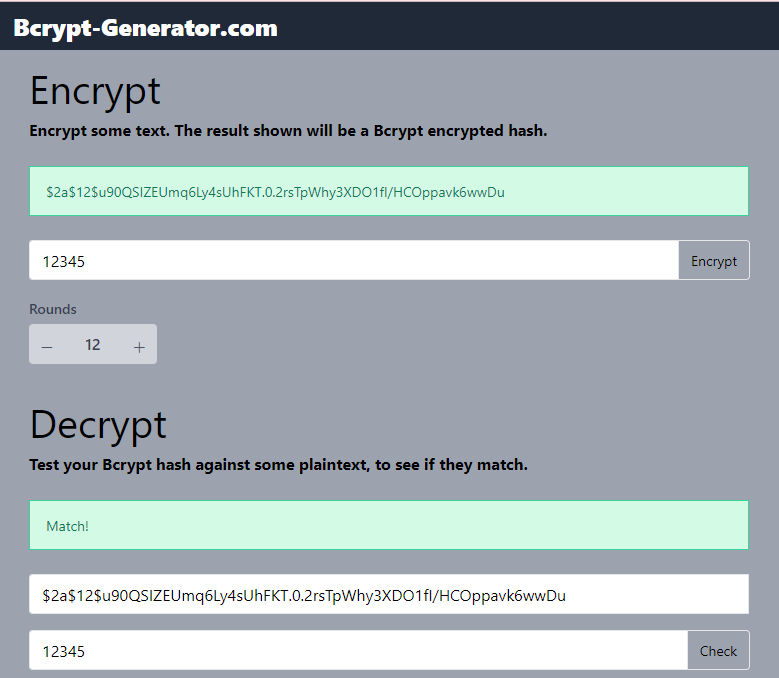 Bcrypt-Generator.com
Encrypt
Encrypt some text. The result shown will be a Bcrypt encrypted hash.
$2a$12$u90QSIZEUmq6Ly4sUhFKT.0.2rsTpWhy3XDO1fI/HCOppavk6wwDu
12345
Encrypt
Rounds
– 12 +
Decrypt
Test your Bcrypt hash against some plaintext, to see if they match.
Match!
$2a$12$u90QSIZEUmq6Ly4sUhFKT.0.2rsTpWhy3XDO1fI/HCOppavk6wwDu
12345
Check